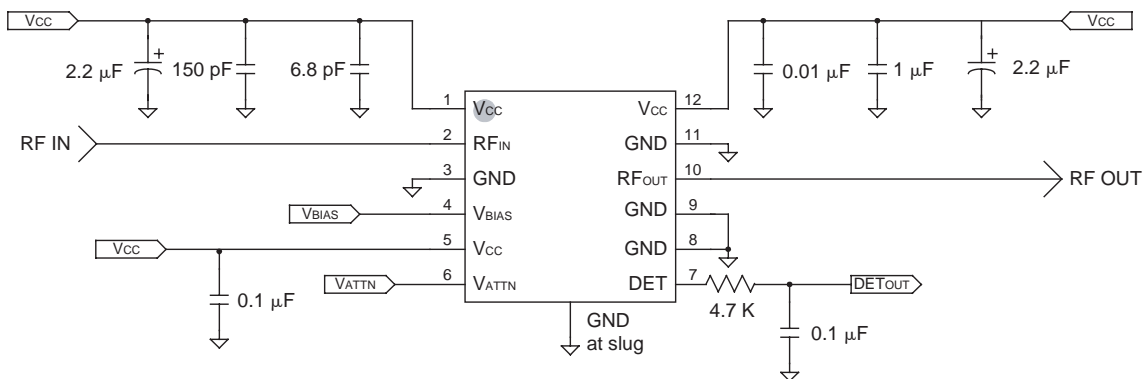 VCC
VCC
2.2 μF
150 pF
6.8 pF
0.01 μF
1 μF
2.2 μF
1
VCC
VCC
12
RF IN
2
RFIN
GND
11
3
GND
RFOUT
10
RF OUT
VBIAS
4
VBIAS
GND
9
VCC
5
VCC
GND
8
VATTN
6
VATTN
DET
7
DETOUT
0.1 μF
GND
at slug
4.7 K
0.1 μF